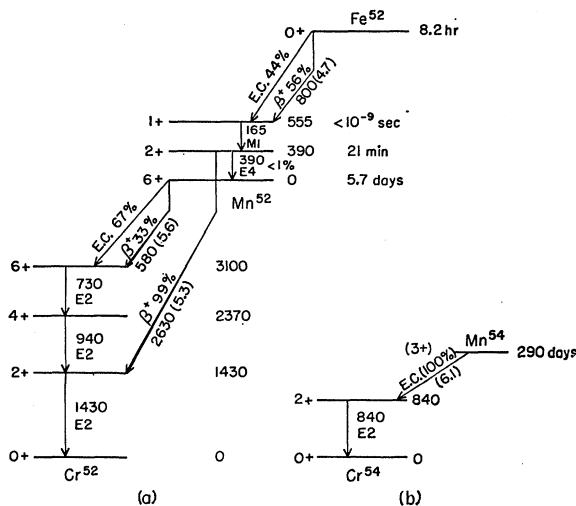 Fe52
0+ 8.2 hr
E.C. 44%
β+ 56%
800 (4.7)
1+ 555 <10-9 sec
165
M1
2+ 390 21 min
390 <1%
E4
6+ 0 5.7 days
Mn52
E.C. 67%
β+ 33%
580 (5.6)
β+ 99%
2630 (5.3)
6+ 3100
730
E2
4+ 2370
940
E2
2+ 1430
1430
E2
0+ 0
Cr52
(a)
Mn54
(3+) 290 days
E.C.(100%)
(6.1)
2+ 840
840
E2
0+ 0
Cr54
(b)